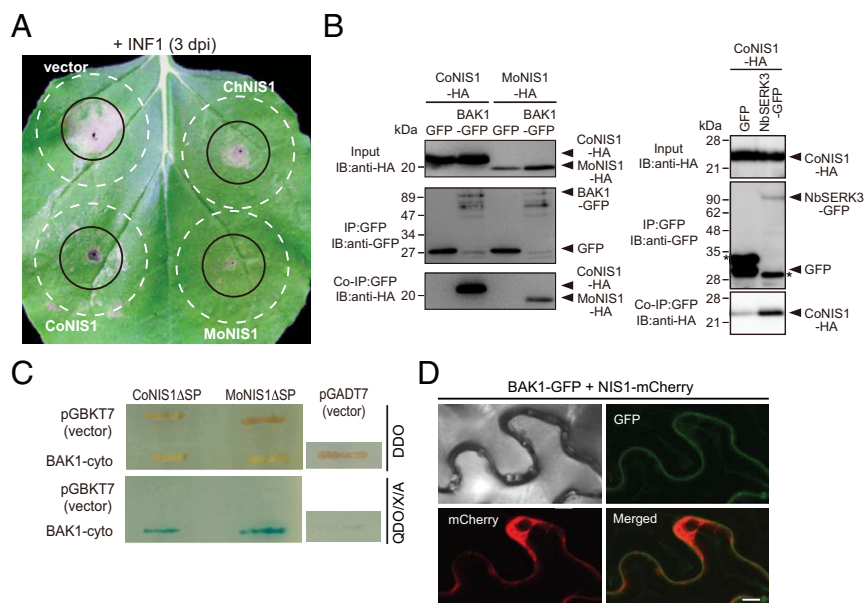 A
+ INF1 (3 dpi)
vector
ChNIS1
CoNIS1
MoNIS1
B
CoNIS1
-HA
MoNIS1
-HA
GFP
BAK1
-GFP
GFP
BAK1
-GFP
kDa
Input
IB:anti-HA
20
CoNIS1
-HA
MoNIS1
-HA
IP:GFP
IB:anti-GFP
89
47
37
27
BAK1
-GFP
GFP
Co-IP:GFP
IB:anti-HA
20
CoNIS1
-HA
MoNIS1
-HA
CoNIS1
-HA
GFP
NbSERK3
-GFP
kDa
Input
IB:anti-HA
28
21
CoNIS1-HA
IP:GFP
IB:anti-GFP
90
62
48
35
28
*
*
NbSERK3
-GFP
GFP
Co-IP:GFP
IB:anti-HA
28
21
CoNIS1
-HA
C
CoNIS1ΔSP
MoNIS1ΔSP
pGADT7
(vector)
pGBKT7
(vector)
BAK1-cyto
DDO
pGBKT7
(vector)
BAK1-cyto
QDO/X/A
D
BAK1-GFP + NIS1-mCherry
GFP
mCherry
Merged